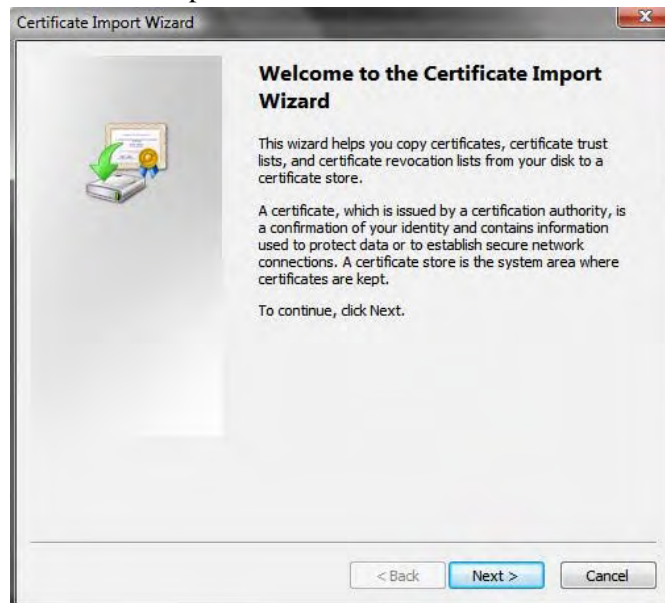 Certificate Import Wizard
Welcome to the Certificate Import
Wizard
This wizard helps you copy certificates, certificate trust
lists, and certificate revocation lists from your disk to a
certificate store.
A certificate, which is issued by a certification authority, is
a confirmation of your identity and contains information
used to protect data or to establish secure network
connections. A certificate store is the system area where
certificates are kept.
To continue, click Next.
< Back Next > Cancel